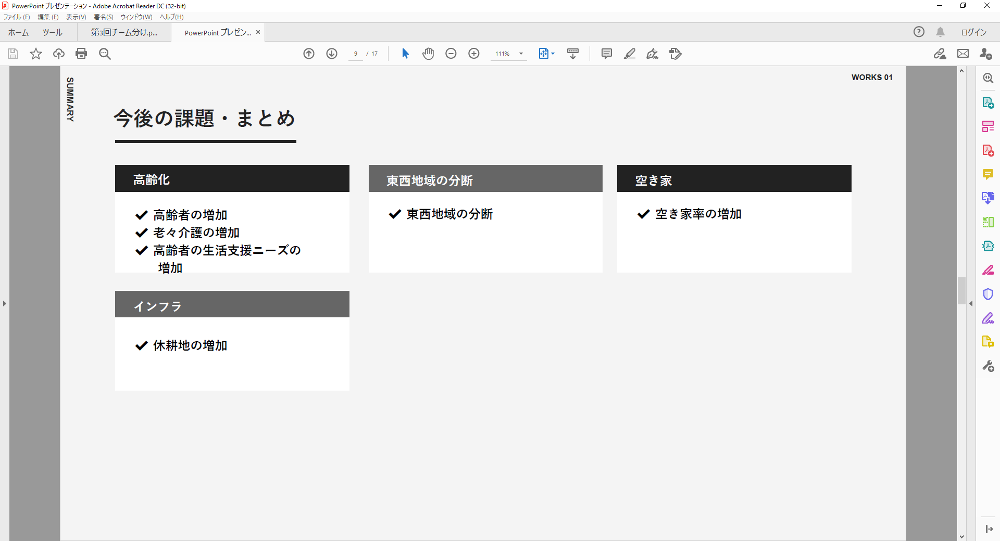 PowerPoint プレゼンテーション - Adobe Acrobat Reader DC (32-bit)
ファイル (F) 編集 (E) 表示(V) 署名(S) ウィンドウ(W) ヘルプ(H)
ホーム ツール 第3回チーム分け.p... PowerPoint プレゼン... × ログイン
9 / 17 111%
SUMMARY
WORKS 01
今後の課題・まとめ
高齢化
高齢者の増加
老々介護の増加
高齢者の生活支援ニーズの
増加
東西地域の分断
東西地域の分断
空き家
空き家率の増加
インフラ
休耕地の増加